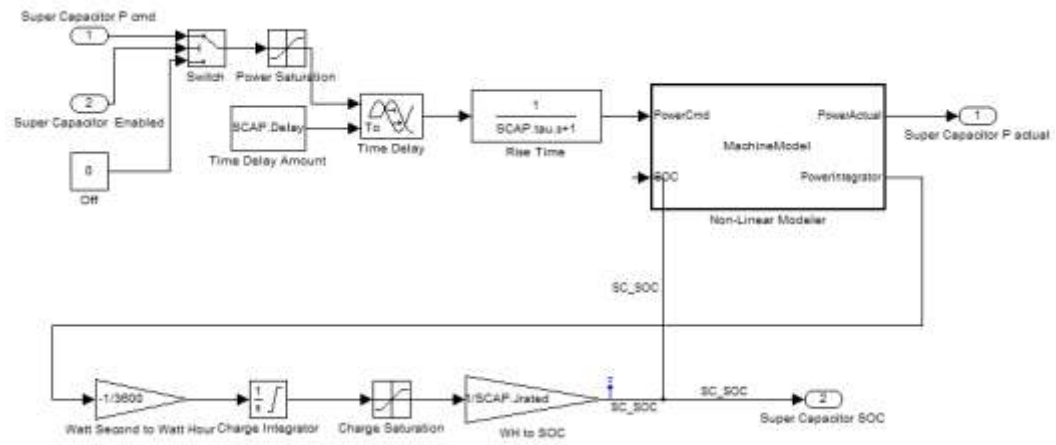 Super Capacitor P cmd
1
Switch
Power Saturation
2
Super Capacitor Enabled
SCAP.Delay
Time Delay Amount
To
Time Delay
1
SCAP.tau.s+1
Rise Time
PowerCmd
PowerActual
MachineModel
SOC
PowerIntegrator
Non-Linear Modeler
1
Super Capacitor P actual
0
Off
SC_SOC
-1/3600
Watt Second to Watt Hour
1
s
Charge Integrator
Charge Saturation
1/SCAP.Jrated
WH to SOC
SC_SOC
SC_SOC
2
Super Capacitor SOC